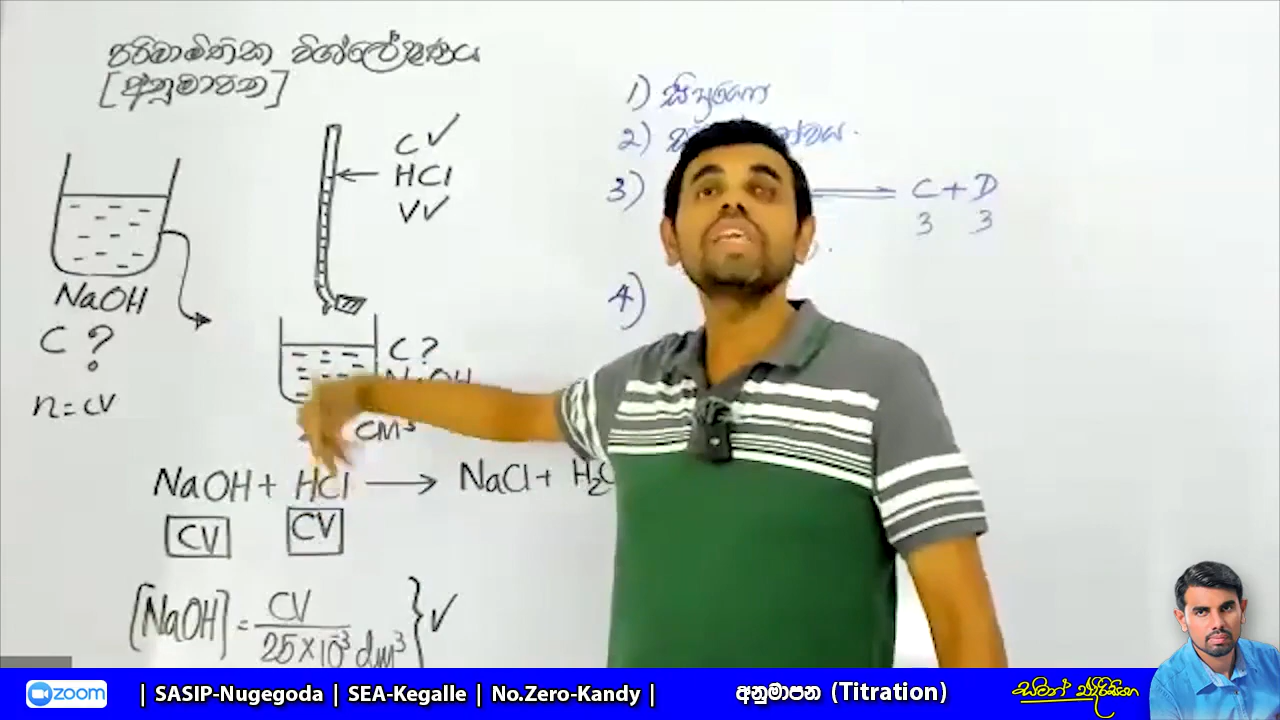 පරිමාමිතික විශ්ලේෂණය
[අනුමාපන]
C✓
HCl
V✓
NaOH
C ?
n = CV
C ?
NaOH
cm³
NaOH + HCl → NaCl + H₂O
CV CV
[NaOH] = CV / 25×10⁻³ dm³ } ✓
1)
2)
3) C + D
3 3
4)
zoom | SASIP-Nugegoda | SEA-Kegalle | No.Zero-Kandy | අනුමාපන (Titration)